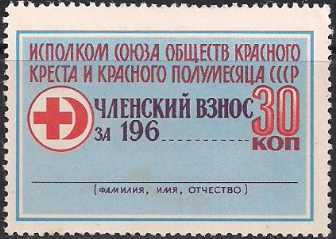 ИСПОЛКОМ СОЮЗА ОБЩЕСТВ КРАСНОГО
КРЕСТА И КРАСНОГО ПОЛУМЕСЯЦА СССР
ЧЛЕНСКИЙ ВЗНОС
ЗА 196
30
КОП
(ФАМИЛИЯ, ИМЯ, ОТЧЕСТВО)